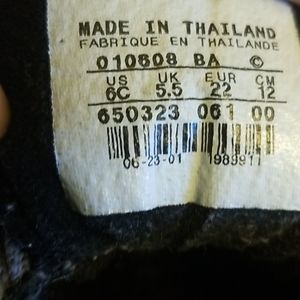 MADE IN THAILAND
FABRIQUE EN THAILANDE
010608 BA ©
US UK EUR CM
6C 5.5 22 12
650323 061 00
06-23-01 1989911